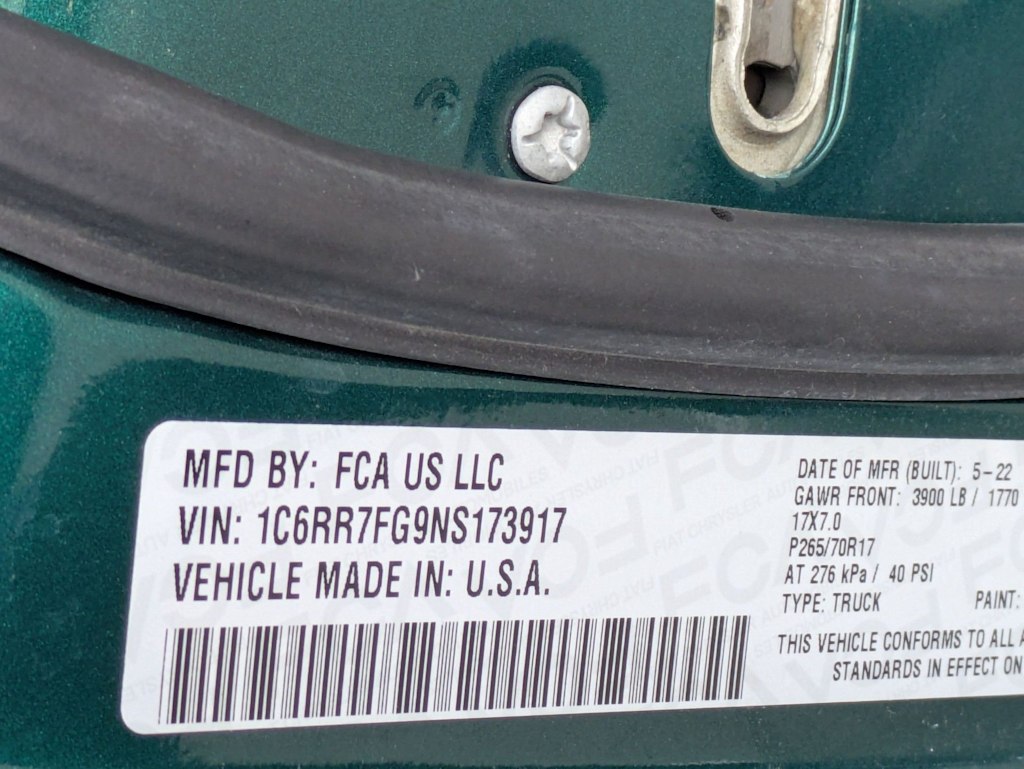 MFD BY: FCA US LLC
VIN: 1C6RR7FG9NS173917
VEHICLE MADE IN: U.S.A.
DATE OF MFR (BUILT): 5-22
GAWR FRONT: 3900 LB / 1770
17X7.0
P265/70R17
AT 276 kPa / 40 PSI
TYPE: TRUCK PAINT:
THIS VEHICLE CONFORMS TO ALL A
STANDARDS IN EFFECT ON